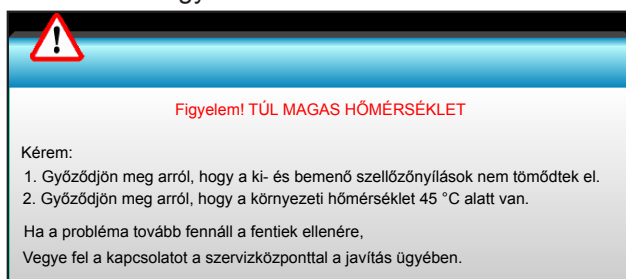 Figyelem! TÚL MAGAS HŐMÉRSÉKLET
Kérem:
1. Győződjön meg arról, hogy a ki- és bemenő szellőzőnyílások nem tömődtek el.
2. Győződjön meg arról, hogy a környezeti hőmérséklet 45 °C alatt van.
Ha a probléma tovább fennáll a fentiek ellenére,
Vegye fel a kapcsolatot a szervizközponttal a javítás ügyében.